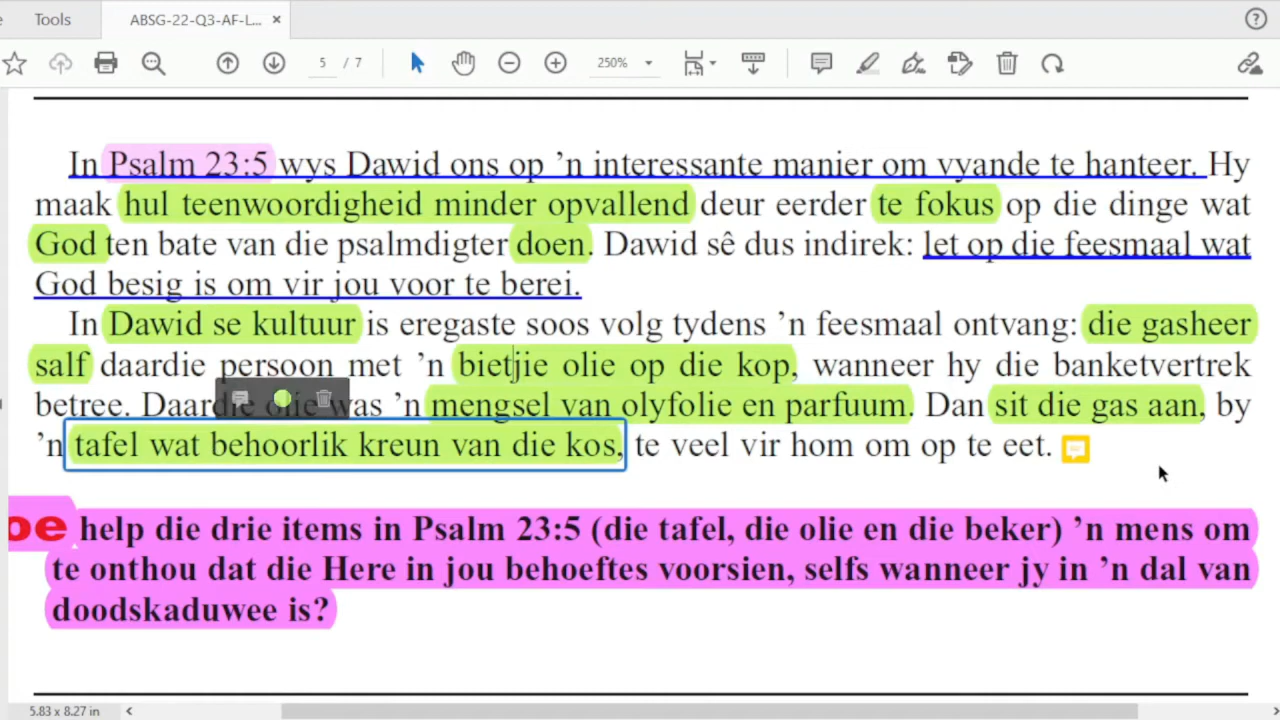 Tools
ABSG-22-Q3-AF-L... ×
5 / 7
250%
In Psalm 23:5 wys Dawid ons op ’n interessante manier om vyande te hanteer. Hy
maak hul teenwoordigheid minder opvallend deur eerder te fokus op die dinge wat
God ten bate van die psalmdigter doen. Dawid sê dus indirek: let op die feesmaal wat
God besig is om vir jou voor te berei.
In Dawid se kultuur is eregaste soos volg tydens ’n feesmaal ontvang: die gasheer
salf daardie persoon met ’n bietjie olie op die kop, wanneer hy die banketvertrek
betree. Daardie olie was ’n mengsel van olyfolie en parfuum. Dan sit die gas aan, by
’n tafel wat behoorlik kreun van die kos, te veel vir hom om op te eet.
oe help die drie items in Psalm 23:5 (die tafel, die olie en die beker) ’n mens om
te onthou dat die Here in jou behoeftes voorsien, selfs wanneer jy in ’n dal van
doodskaduwee is?
5.83 x 8.27 in